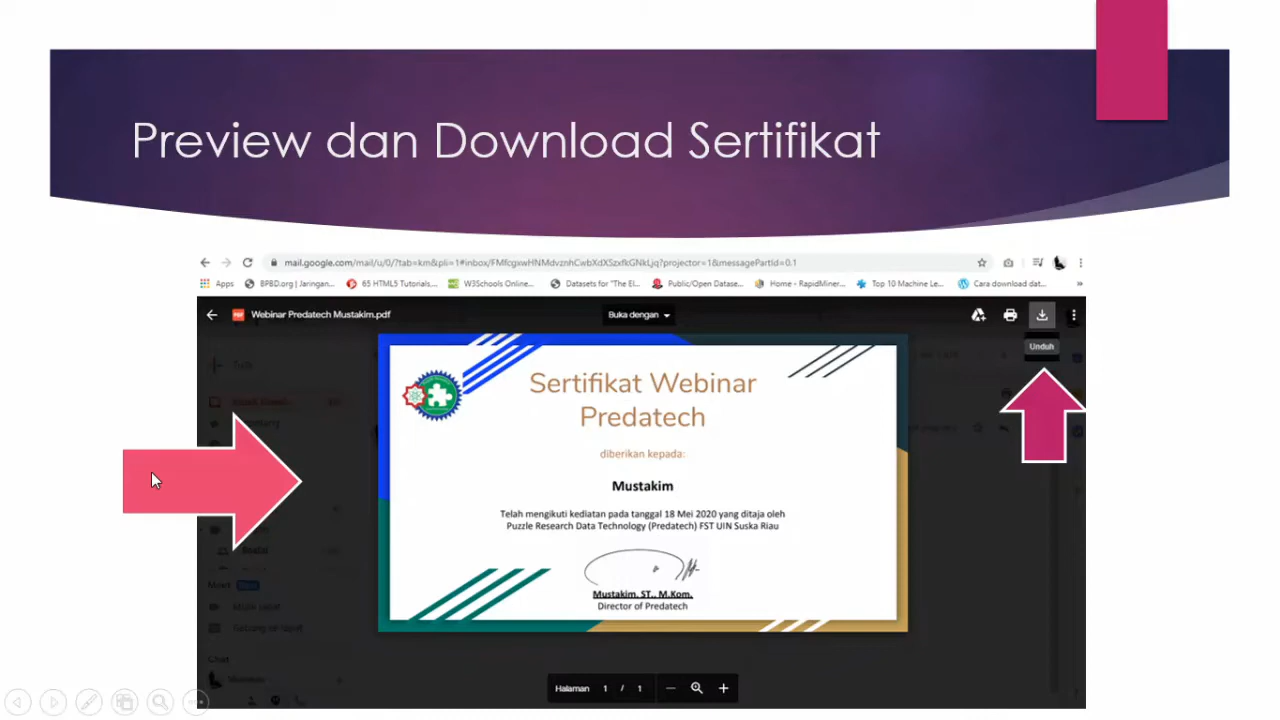 Preview dan Download Sertifikat
mail.google.com/mail/u/0/?tab=km&pli=1#inbox/FMfcgxwHNMdvznhCwbXdXSzxfkGNkLjq?projector=1&messagePartId=0.1
Apps BPBD.org | Jaringan... 65 HTML5 Tutorials,... W3Schools Online... Datasets for "The El... Public/Open Datase... Home - RapidMiner... Top 10 Machine Le... Cara download dat... »
PDF Webinar Predatech Mustakim.pdf Buka dengan
Unduh
Sertifikat Webinar
Predatech
diberikan kepada:
Mustakim
Telah mengikuti kediatan pada tanggal 18 Mei 2020 yang ditaja oleh
Puzzle Research Data Technology (Predatech) FST UIN Suska Riau
Mustakim, ST., M.Kom.
Director of Predatech
Meet
Chat
Halaman 1 / 1